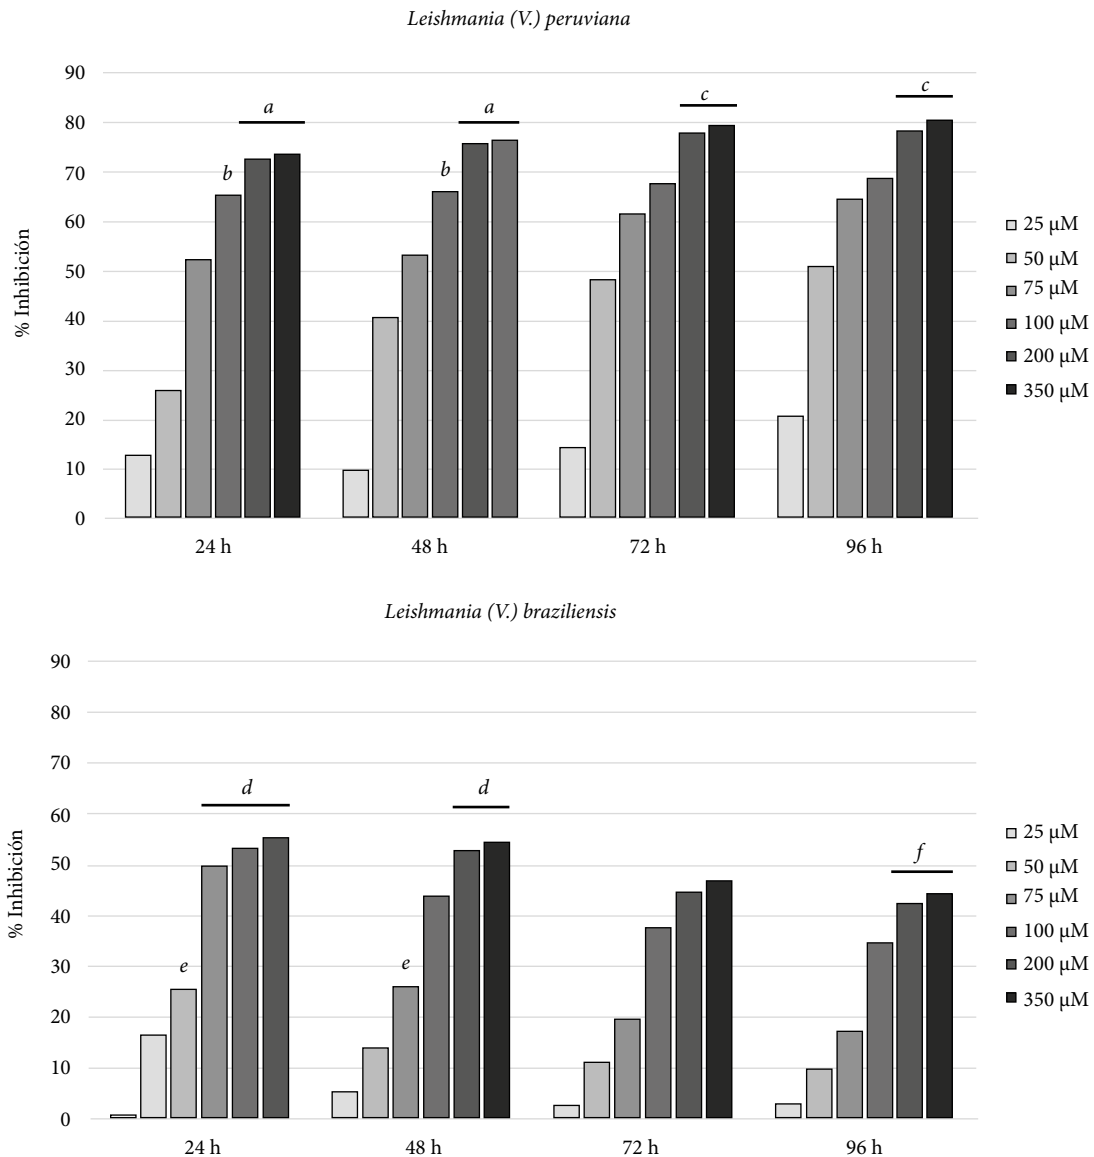 Leishmania (V.) peruviana
% Inhibición
90
80
70
60
50
40
30
20
10
0
a
b
a
b
c
c
24 h
48 h
72 h
96 h
25 µM
50 µM
75 µM
100 µM
200 µM
350 µM
Leishmania (V.) braziliensis
% Inhibición
90
80
70
60
50
40
30
20
10
0
d
e
d
e
f
24 h
48 h
72 h
96 h
25 µM
50 µM
75 µM
100 µM
200 µM
350 µM